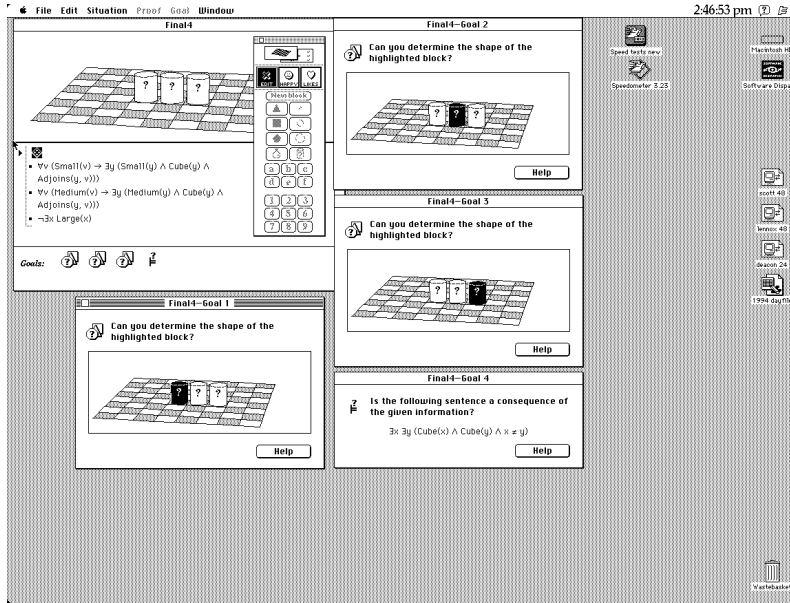 File Edit Situation Proof Goal Window
2:46:53 pm
Final4
EDIT HAPPY LIKES
New block
a b c
d e f
1 2 3
4 5 6
7 8 9
? ? ?
∀v (Small(v) → ∃y (Small(y) ∧ Cube(y) ∧
Adjoins(y, v)))
∀v (Medium(v) → ∃y (Medium(y) ∧ Cube(y) ∧
Adjoins(y, v)))
¬∃x Large(x)
Goals:
Final4—Goal 1
Can you determine the shape of the
highlighted block?
? ? ?
Help
Final4—Goal 2
Can you determine the shape of the
highlighted block?
? ? ?
Help
Final4—Goal 3
Can you determine the shape of the
highlighted block?
? ? ?
Help
Final4—Goal 4
Is the following sentence a consequence of
the given information?
∃x ∃y (Cube(x) ∧ Cube(y) ∧ x ≠ y)
Help
Speed tests new
Speedometer 3.23
Macintosh H
Software Dispa
scott 48
lennox 48
deacon 24
1994 dayfil
Wastebasket